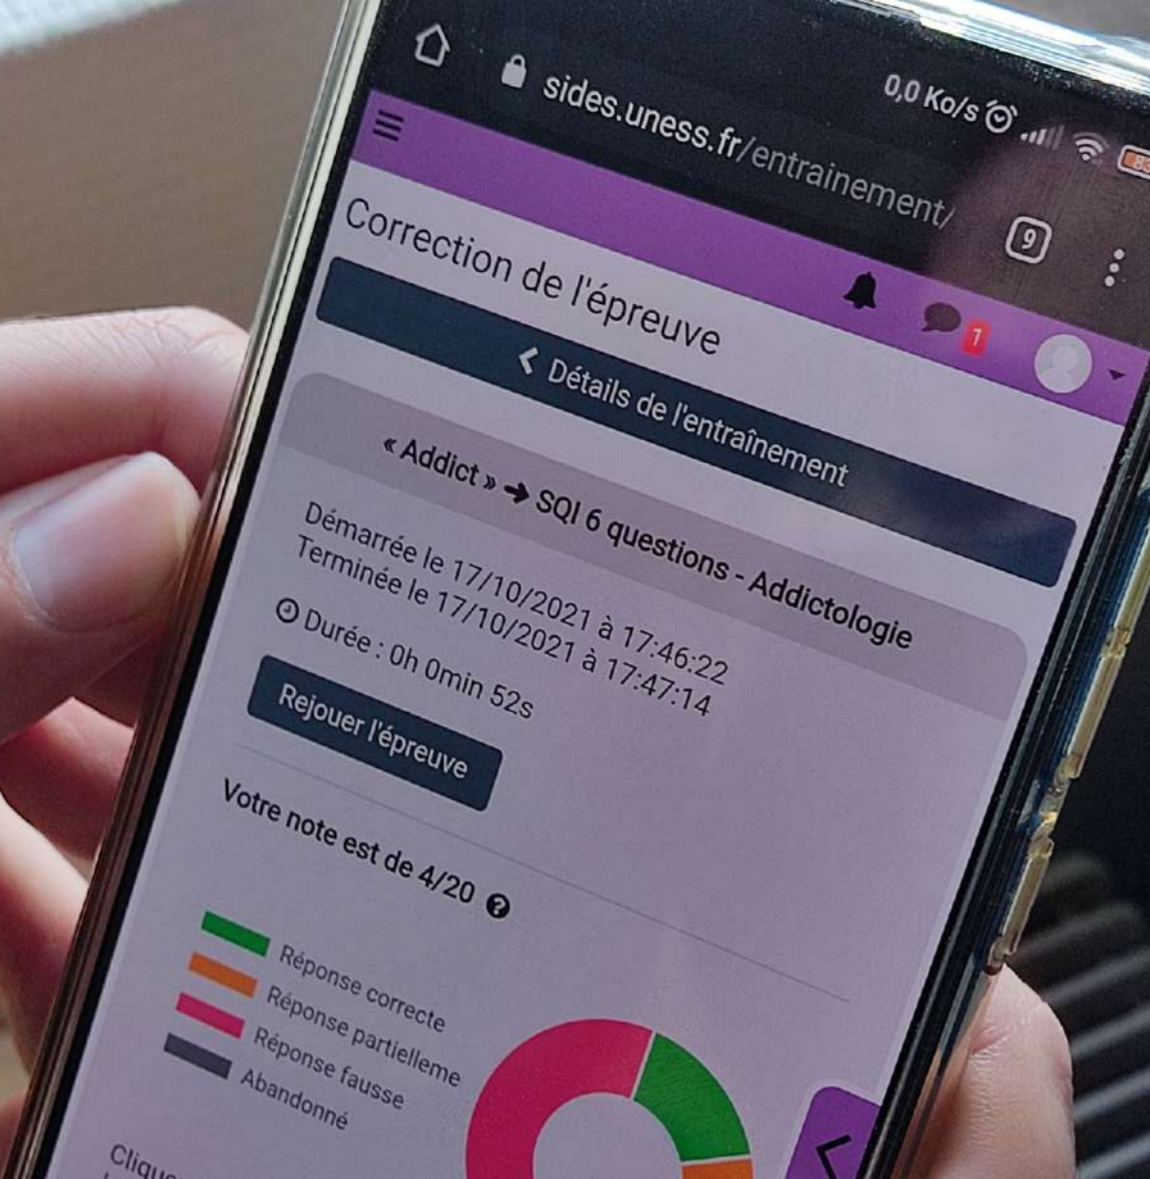 0,0 Ko/s
sides.uness.fr/entrainement/
9
1
Correction de l'épreuve
Détails de l'entraînement
« Addict » ➔ SQI 6 questions - Addictologie
Démarrée le 17/10/2021 à 17:46:22
Terminée le 17/10/2021 à 17:47:14
Durée : 0h 0min 52s
Rejouer l'épreuve
Votre note est de 4/20
Réponse correcte
Réponse partielleme
Réponse fausse
Abandonné
Clique